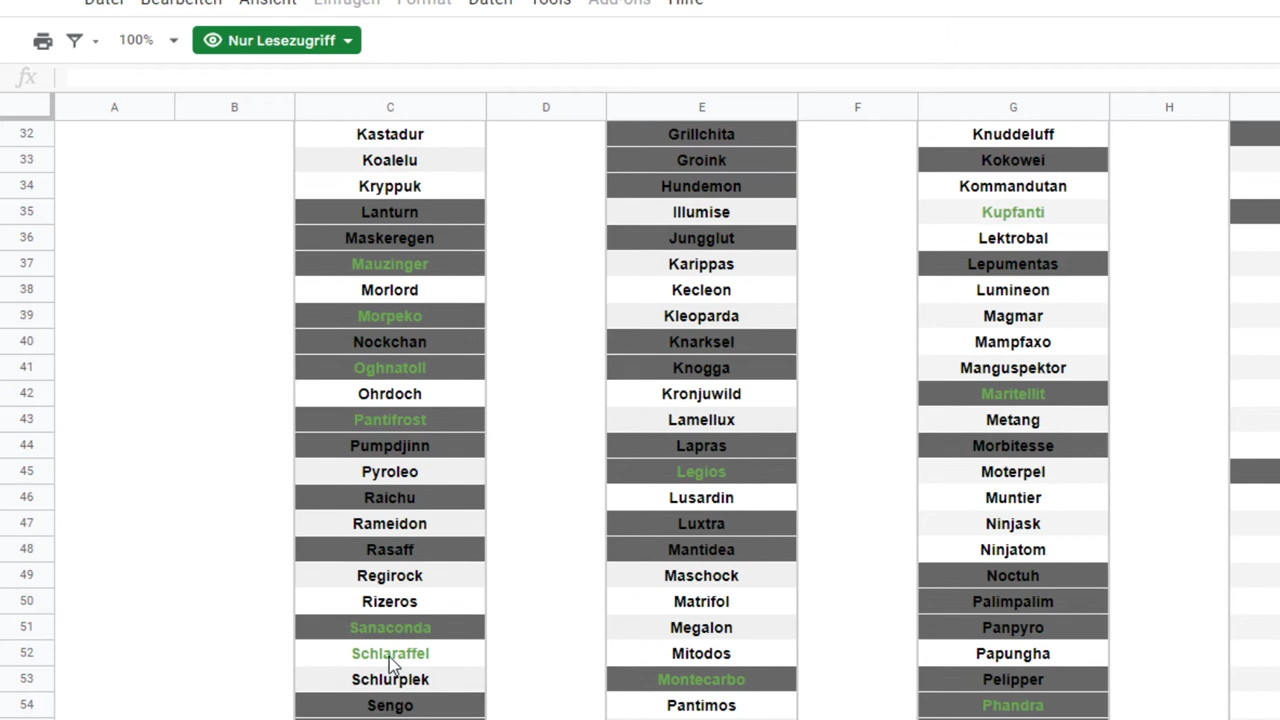 Datei Bearbeiten Ansicht Einfügen Format Daten Tools Add-ons Hilfe
100% Nur Lesezugriff
fx
A B C D E F G H
32 Kastadur Grillchita Knuddeluff
33 Koalelu Groink Kokowei
34 Kryppuk Hundemon Kommandutan
35 Lanturn Illumise Kupfanti
36 Maskeregen Jungglut Lektrobal
37 Mauzinger Karippas Lepumentas
38 Morlord Kecleon Lumineon
39 Morpeko Kleoparda Magmar
40 Nockchan Knarksel Mampfaxo
41 Oghnatoll Knogga Manguspektor
42 Ohrdoch Kronjuwild Maritellit
43 Pantifrost Lamellux Metang
44 Pumpdjinn Lapras Morbitesse
45 Pyroleo Legios Moterpel
46 Raichu Lusardin Muntier
47 Rameidon Luxtra Ninjask
48 Rasaff Mantidea Ninjatom
49 Regirock Maschock Noctuh
50 Rizeros Matrifol Palimpalim
51 Sanaconda Megalon Panpyro
52 Schlaraffel Mitodos Papungha
53 Schlurplek Montecarbo Pelipper
54 Sengo Pantimos Phandra